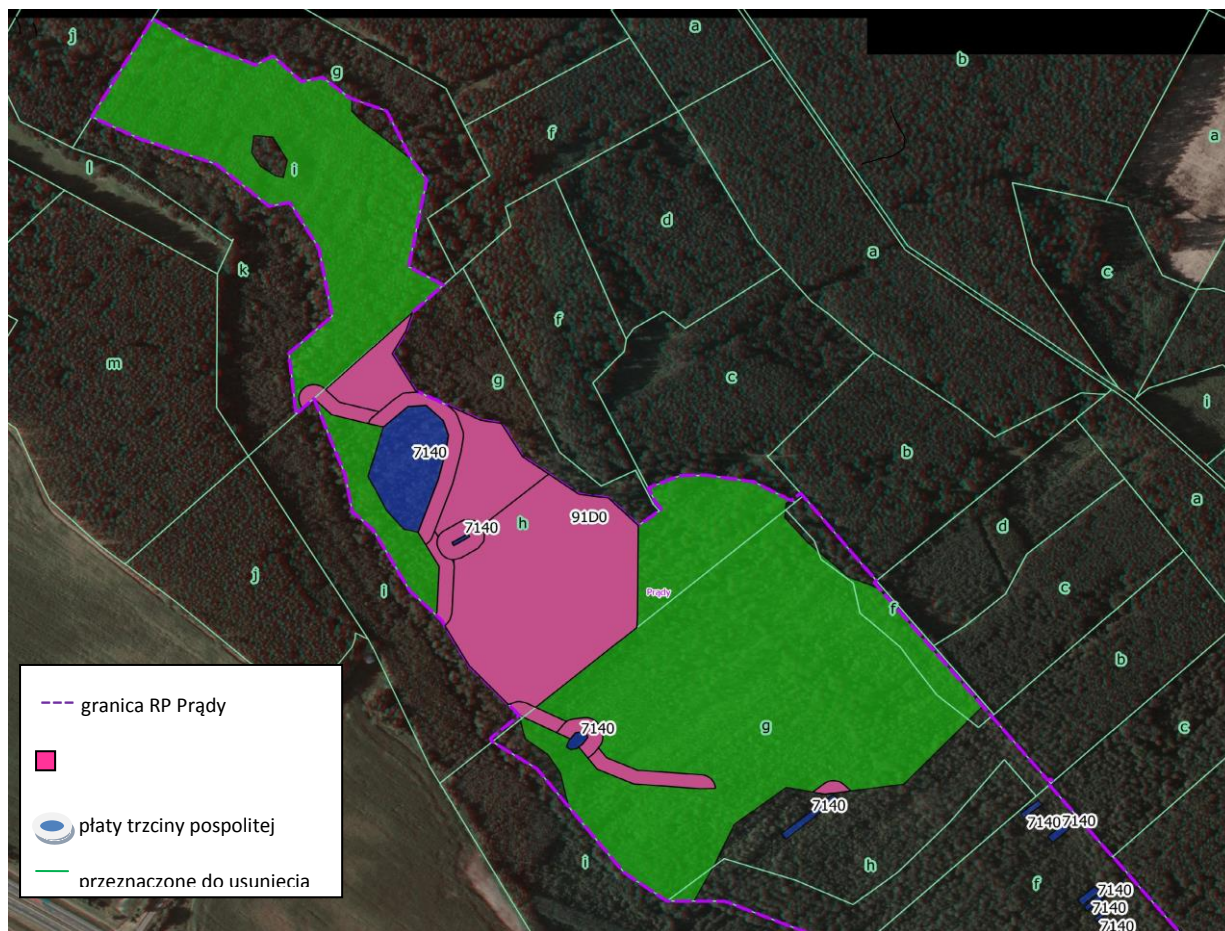 j
g
a
b
a
f
l
i
d
k
a
c
f
m
g
c
i
7140
b
a
7140
h
91D0
d
j
l
Prądy
f
c
b
granica RP Prądy
7140
g
c
płaty trzciny pospolitej
7140
7140
7140
i
h
f
przeznaczone do usunięcia
7140
7140
7140